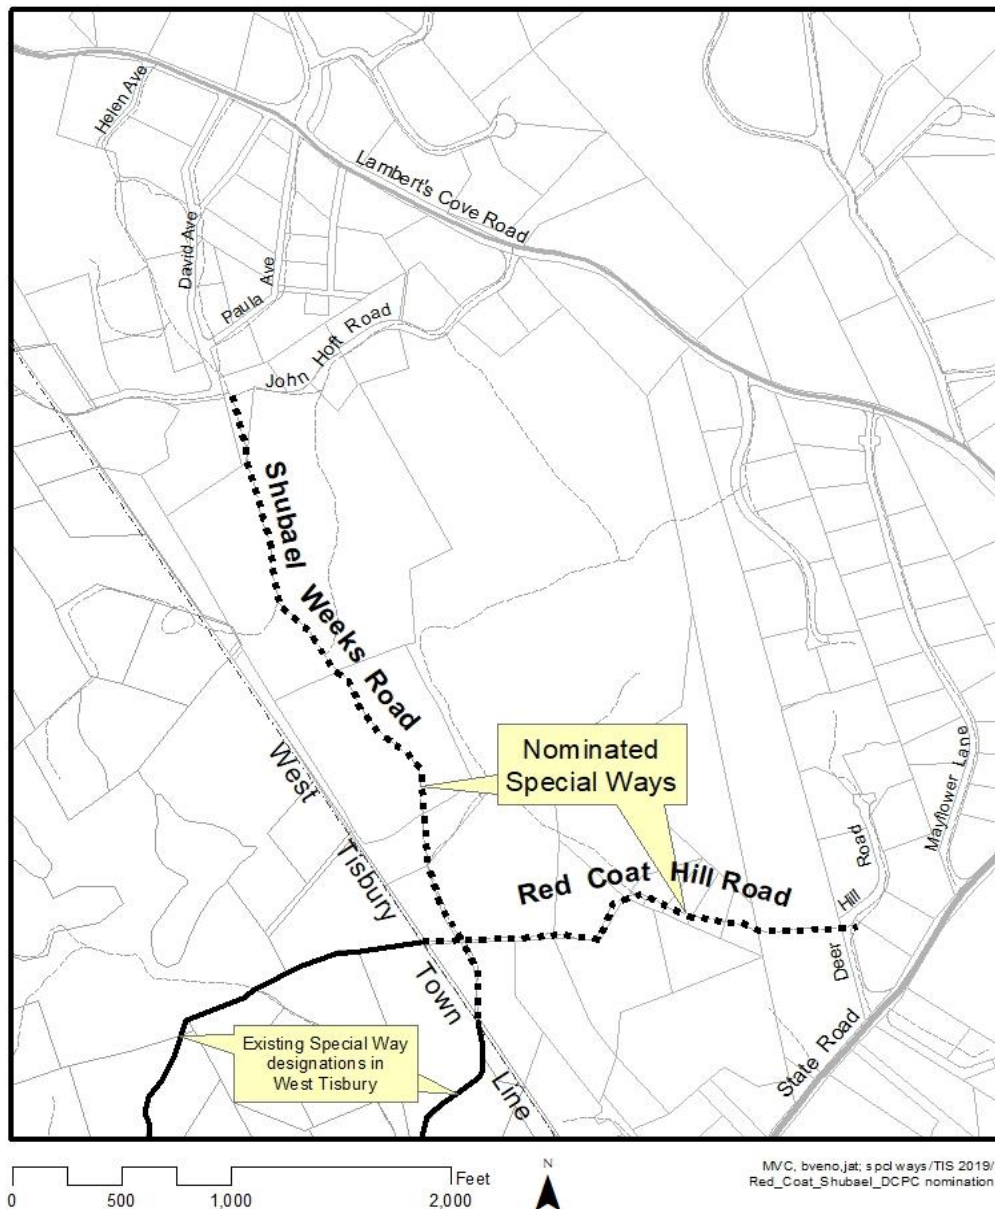 Helen Ave
Lambert's Cove Road
David Ave
Paula Ave
John Hoft Road
Shubael Weeks Road
West Tisbury Town Line
Nominated
Special Ways
Red Coat Hill Road
Deer Hill Road
Mayflower Lane
State Road
Existing Special Way
designations in
West Tisbury
0 500 1,000 2,000 Feet
N
MVC, bveno,jat; spcl ways/TIS 2019/
Red_Coat_Shubael_DCPC nomination